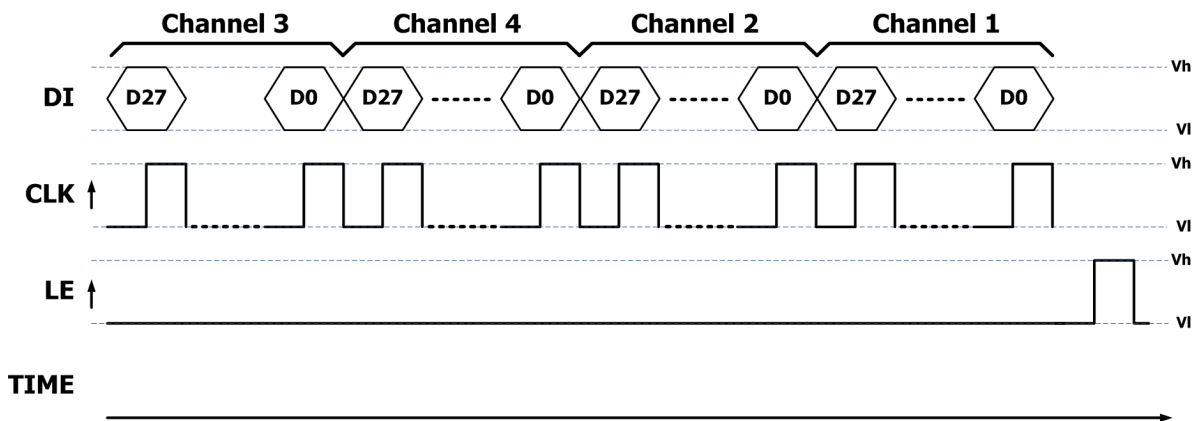 Channel 3 Channel 4 Channel 2 Channel 1
Vh
DI D27 D0 D27 D0 D27 D0 D27 D0
Vl
Vh
CLK
Vl
Vh
LE
Vl
TIME